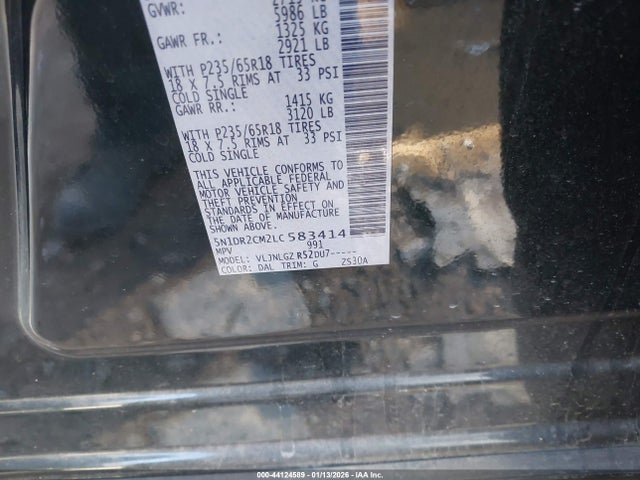 GVWR: 2715 KG
5986 LB
GAWR FR.: 1325 KG
2921 LB
WITH P235/65R18 TIRES
18 X 7.5 RIMS AT 33 PSI
COLD SINGLE
GAWR RR.: 1415 KG
3120 LB
WITH P235/65R18 TIRES
18 X 7.5 RIMS AT 33 PSI
COLD SINGLE
THIS VEHICLE CONFORMS TO
ALL APPLICABLE FEDERAL
MOTOR VEHICLE SAFETY AND
THEFT PREVENTION
STANDARDS IN EFFECT ON
THE DATE OF MANUFACTURE
SHOWN ABOVE.
5N1DR2CM2LC 583414
MPV 991
MODEL: VLJNLGZ R52DU7-----
COLOR: DAL TRIM: G ZS30A
000-44124589 - 01/13/2026 - IAA Inc.